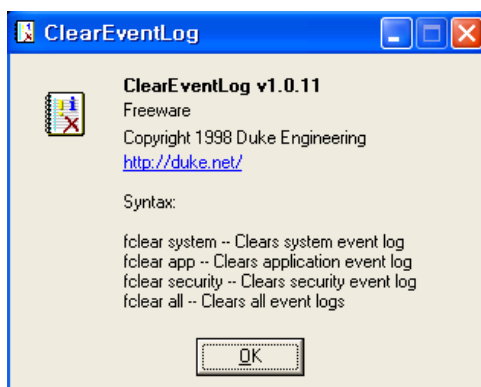 ClearEventLog
ClearEventLog v1.0.11
Freeware
Copyright 1998 Duke Engineering
http://duke.net/
Syntax:
fclear system -- Clears system event log
fclear app -- Clears application event log
fclear security -- Clears security event log
fclear all -- Clears all event logs
OK